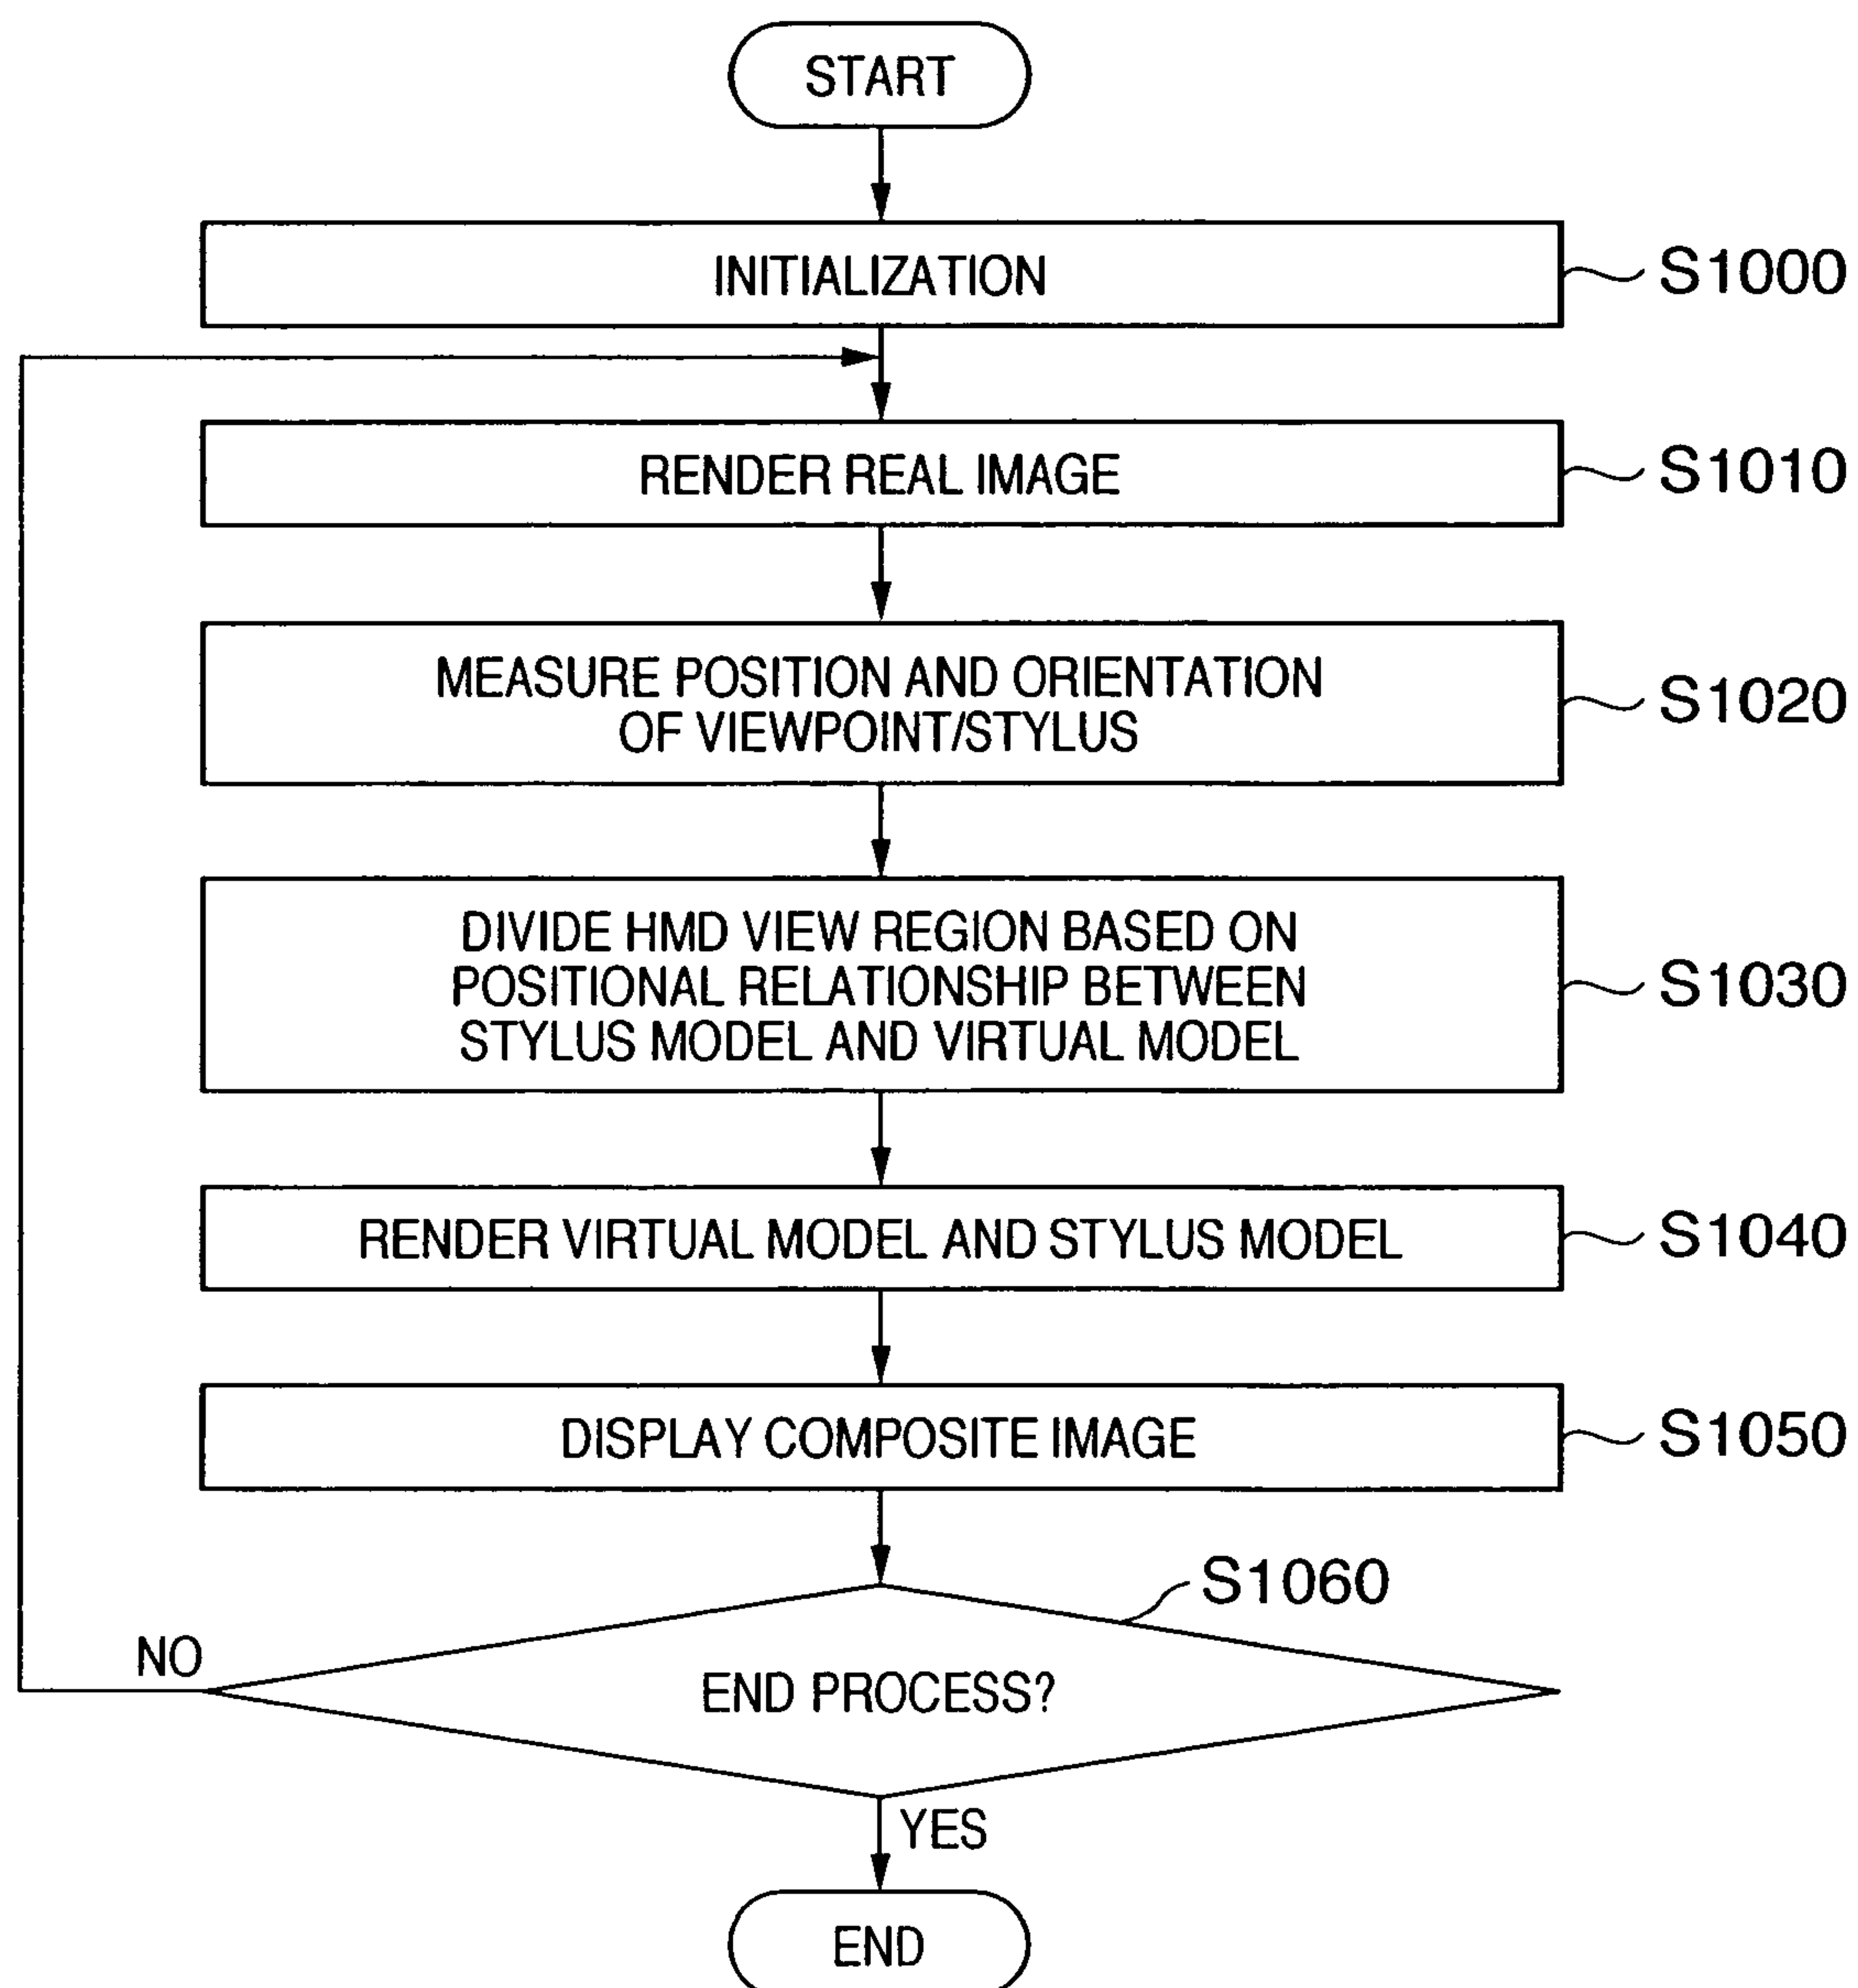 START
INITIALIZATION
S1000
RENDER REAL IMAGE
S1010
MEASURE POSITION AND ORIENTATION
OF VIEWPOINT/STYLUS
S1020
DIVIDE HMD VIEW REGION BASED ON
POSITIONAL RELATIONSHIP BETWEEN
STYLUS MODEL AND VIRTUAL MODEL
S1030
RENDER VIRTUAL MODEL AND STYLUS MODEL
S1040
DISPLAY COMPOSITE IMAGE
S1050
S1060
NO
END PROCESS?
YES
END